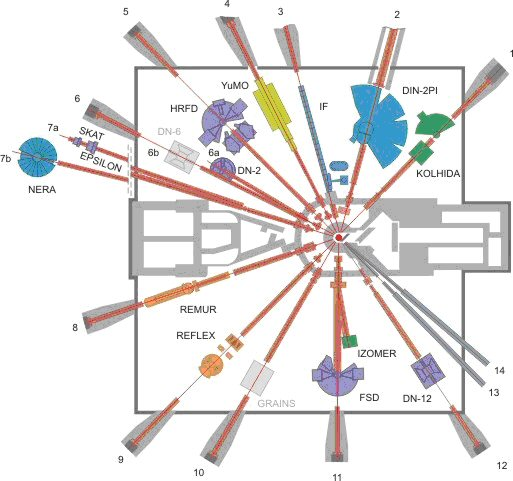 5
4
3
2
1
YuMO
HRFD
IF
DIN-2PI
6
DN-6
7a
SKAT
6b
6a
7b
EPSILON
DN-2
KOLHIDA
NERA
REMUR
8
REFLEX
IZOMER
14
13
GRAINS
FSD
DN-12
9
10
11
12